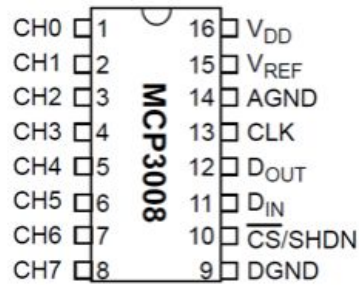 CH0 1 16 VDD
CH1 2 15 VREF
CH2 3 14 AGND
CH3 4 13 CLK
CH4 5 12 DOUT
CH5 6 11 DIN
CH6 7 10 CS/SHDN
CH7 8 9 DGND
MCP3008